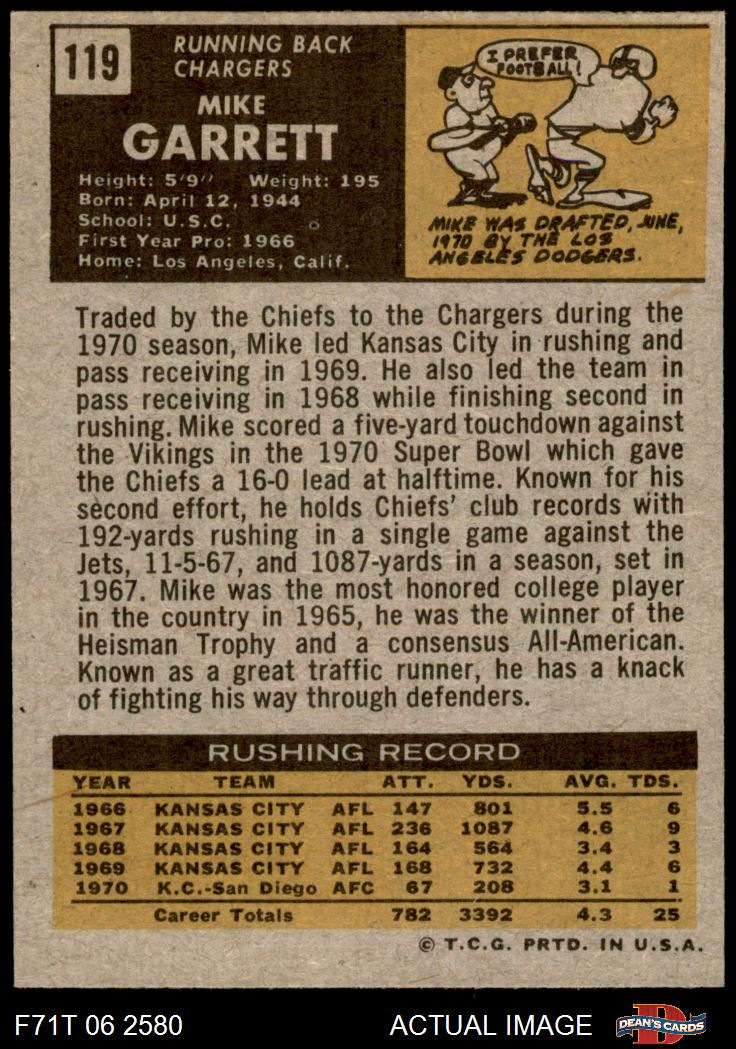 119
RUNNING BACK
CHARGERS
MIKE
GARRETT
Height: 5'9" Weight: 195
Born: April 12, 1944
School: U.S.C.
First Year Pro: 1966
Home: Los Angeles, Calif.
I PREFER
FOOTBALL!
MIKE WAS DRAFTED, JUNE,
1970 BY THE LOS
ANGELES DODGERS.
Traded by the Chiefs to the Chargers during the
1970 season, Mike led Kansas City in rushing and
pass receiving in 1969. He also led the team in
pass receiving in 1968 while finishing second in
rushing. Mike scored a five-yard touchdown against
the Vikings in the 1970 Super Bowl which gave
the Chiefs a 16-0 lead at halftime. Known for his
second effort, he holds Chiefs' club records with
192-yards rushing in a single game against the
Jets, 11-5-67, and 1087-yards in a season, set in
1967. Mike was the most honored college player
in the country in 1965, he was the winner of the
Heisman Trophy and a consensus All-American.
Known as a great traffic runner, he has a knack
of fighting his way through defenders.
RUSHING RECORD
YEAR TEAM ATT. YDS. AVG. TDS.
1966 KANSAS CITY AFL 147 801 5.5 6
1967 KANSAS CITY AFL 236 1087 4.6 9
1968 KANSAS CITY AFL 164 564 3.4 3
1969 KANSAS CITY AFL 168 732 4.4 6
1970 K.C.-San Diego AFC 67 208 3.1 1
Career Totals 782 3392 4.3 25
© T.C.G. PRTD. IN U.S.A.
F71T 06 2580 ACTUAL IMAGE
D
DEAN'S CARDS